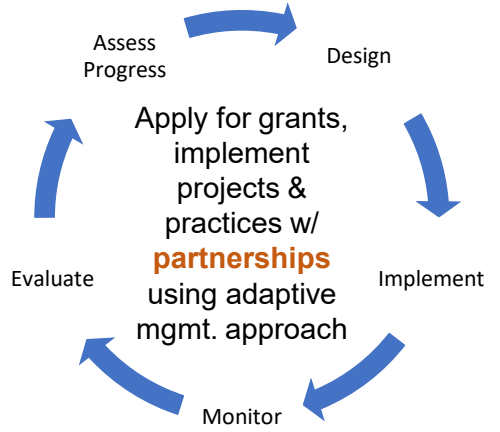 Assess
Progress
Design
Apply for grants,
implement
projects &
practices w/
partnerships
using adaptive
mgmt. approach
Evaluate
Implement
Monitor